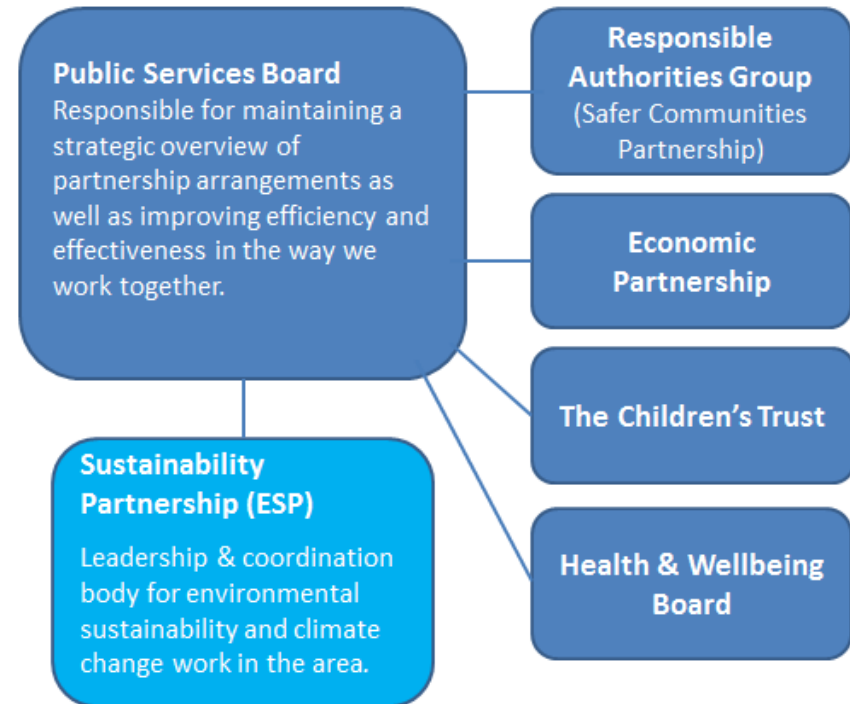 Public Services Board
Responsible for maintaining a
strategic overview of
partnership arrangements as
well as improving efficiency and
effectiveness in the way we
work together.
Responsible
Authorities Group
(Safer Communities
Partnership)
Economic
Partnership
The Children’s Trust
Health & Wellbeing
Board
Sustainability
Partnership (ESP)
Leadership & coordination
body for environmental
sustainability and climate
change work in the area.